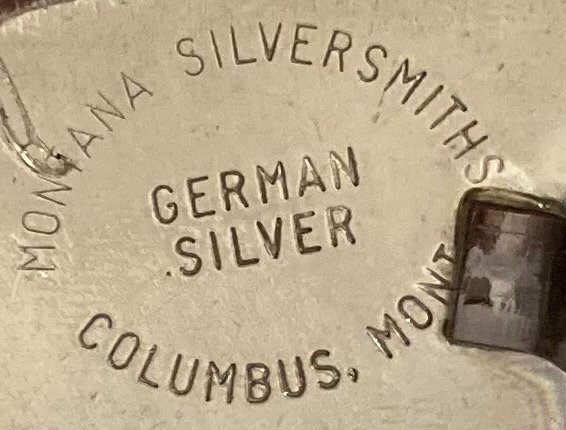 MONTANA SILVERSMITHS
GERMAN
.SILVER
COLUMBUS, MONT